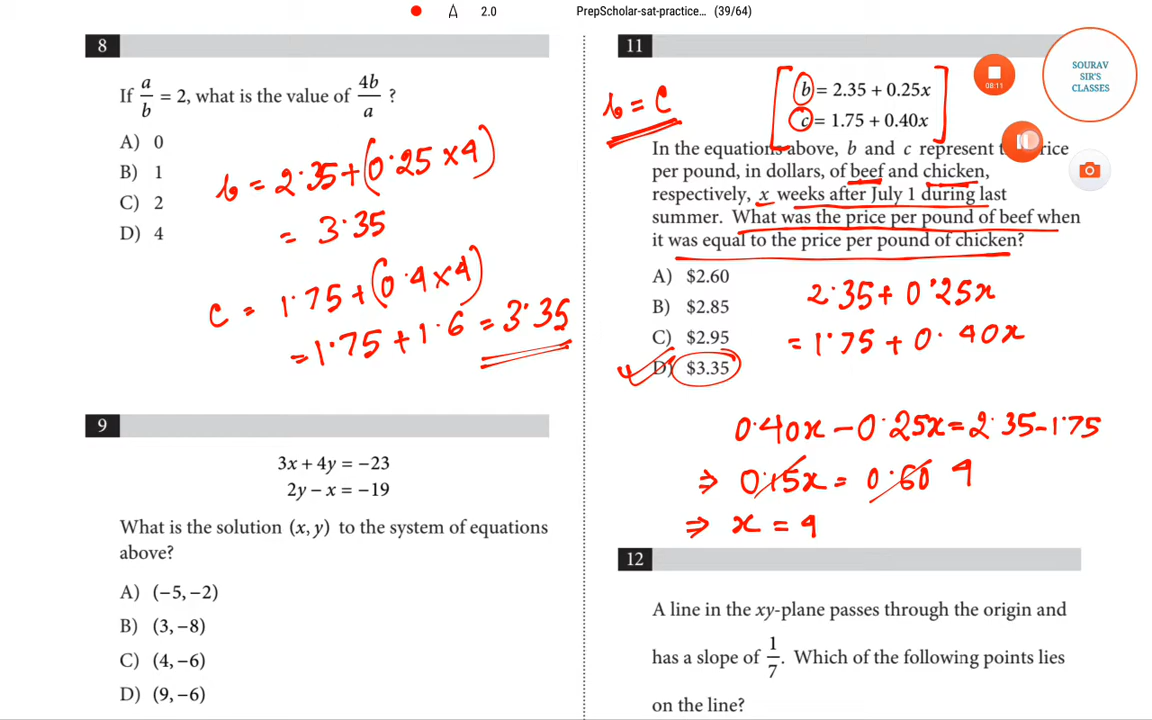 2.0
PrepScholar-sat-practice... (39/64)
8
If a/b = 2, what is the value of 4b/a ?
A) 0
B) 1
C) 2
D) 4
b = 2.35 + (0.25 × 4)
= 3.35
c = 1.75 + (0.4 × 4)
= 1.75 + 1.6 = 3.35
9
3x + 4y = −23
2y − x = −19
What is the solution (x, y) to the system of equations
above?
A) (−5, −2)
B) (3, −8)
C) (4, −6)
D) (9, −6)
11
b = c
b = 2.35 + 0.25x
c = 1.75 + 0.40x
SOURAV
SIR'S
CLASSES
08:11
In the equations above, b and c represent t rice
per pound, in dollars, of beef and chicken,
respectively, x weeks after July 1 during last
summer. What was the price per pound of beef when
it was equal to the price per pound of chicken?
A) $2.60
B) $2.85
C) $2.95
D) $3.35
2.35 + 0.25x
= 1.75 + 0.40x
0.40x − 0.25x = 2.35 − 1.75
⇒ 0.15x = 0.60 4
⇒ x = 4
12
A line in the xy-plane passes through the origin and
has a slope of 1/7. Which of the following points lies
on the line?